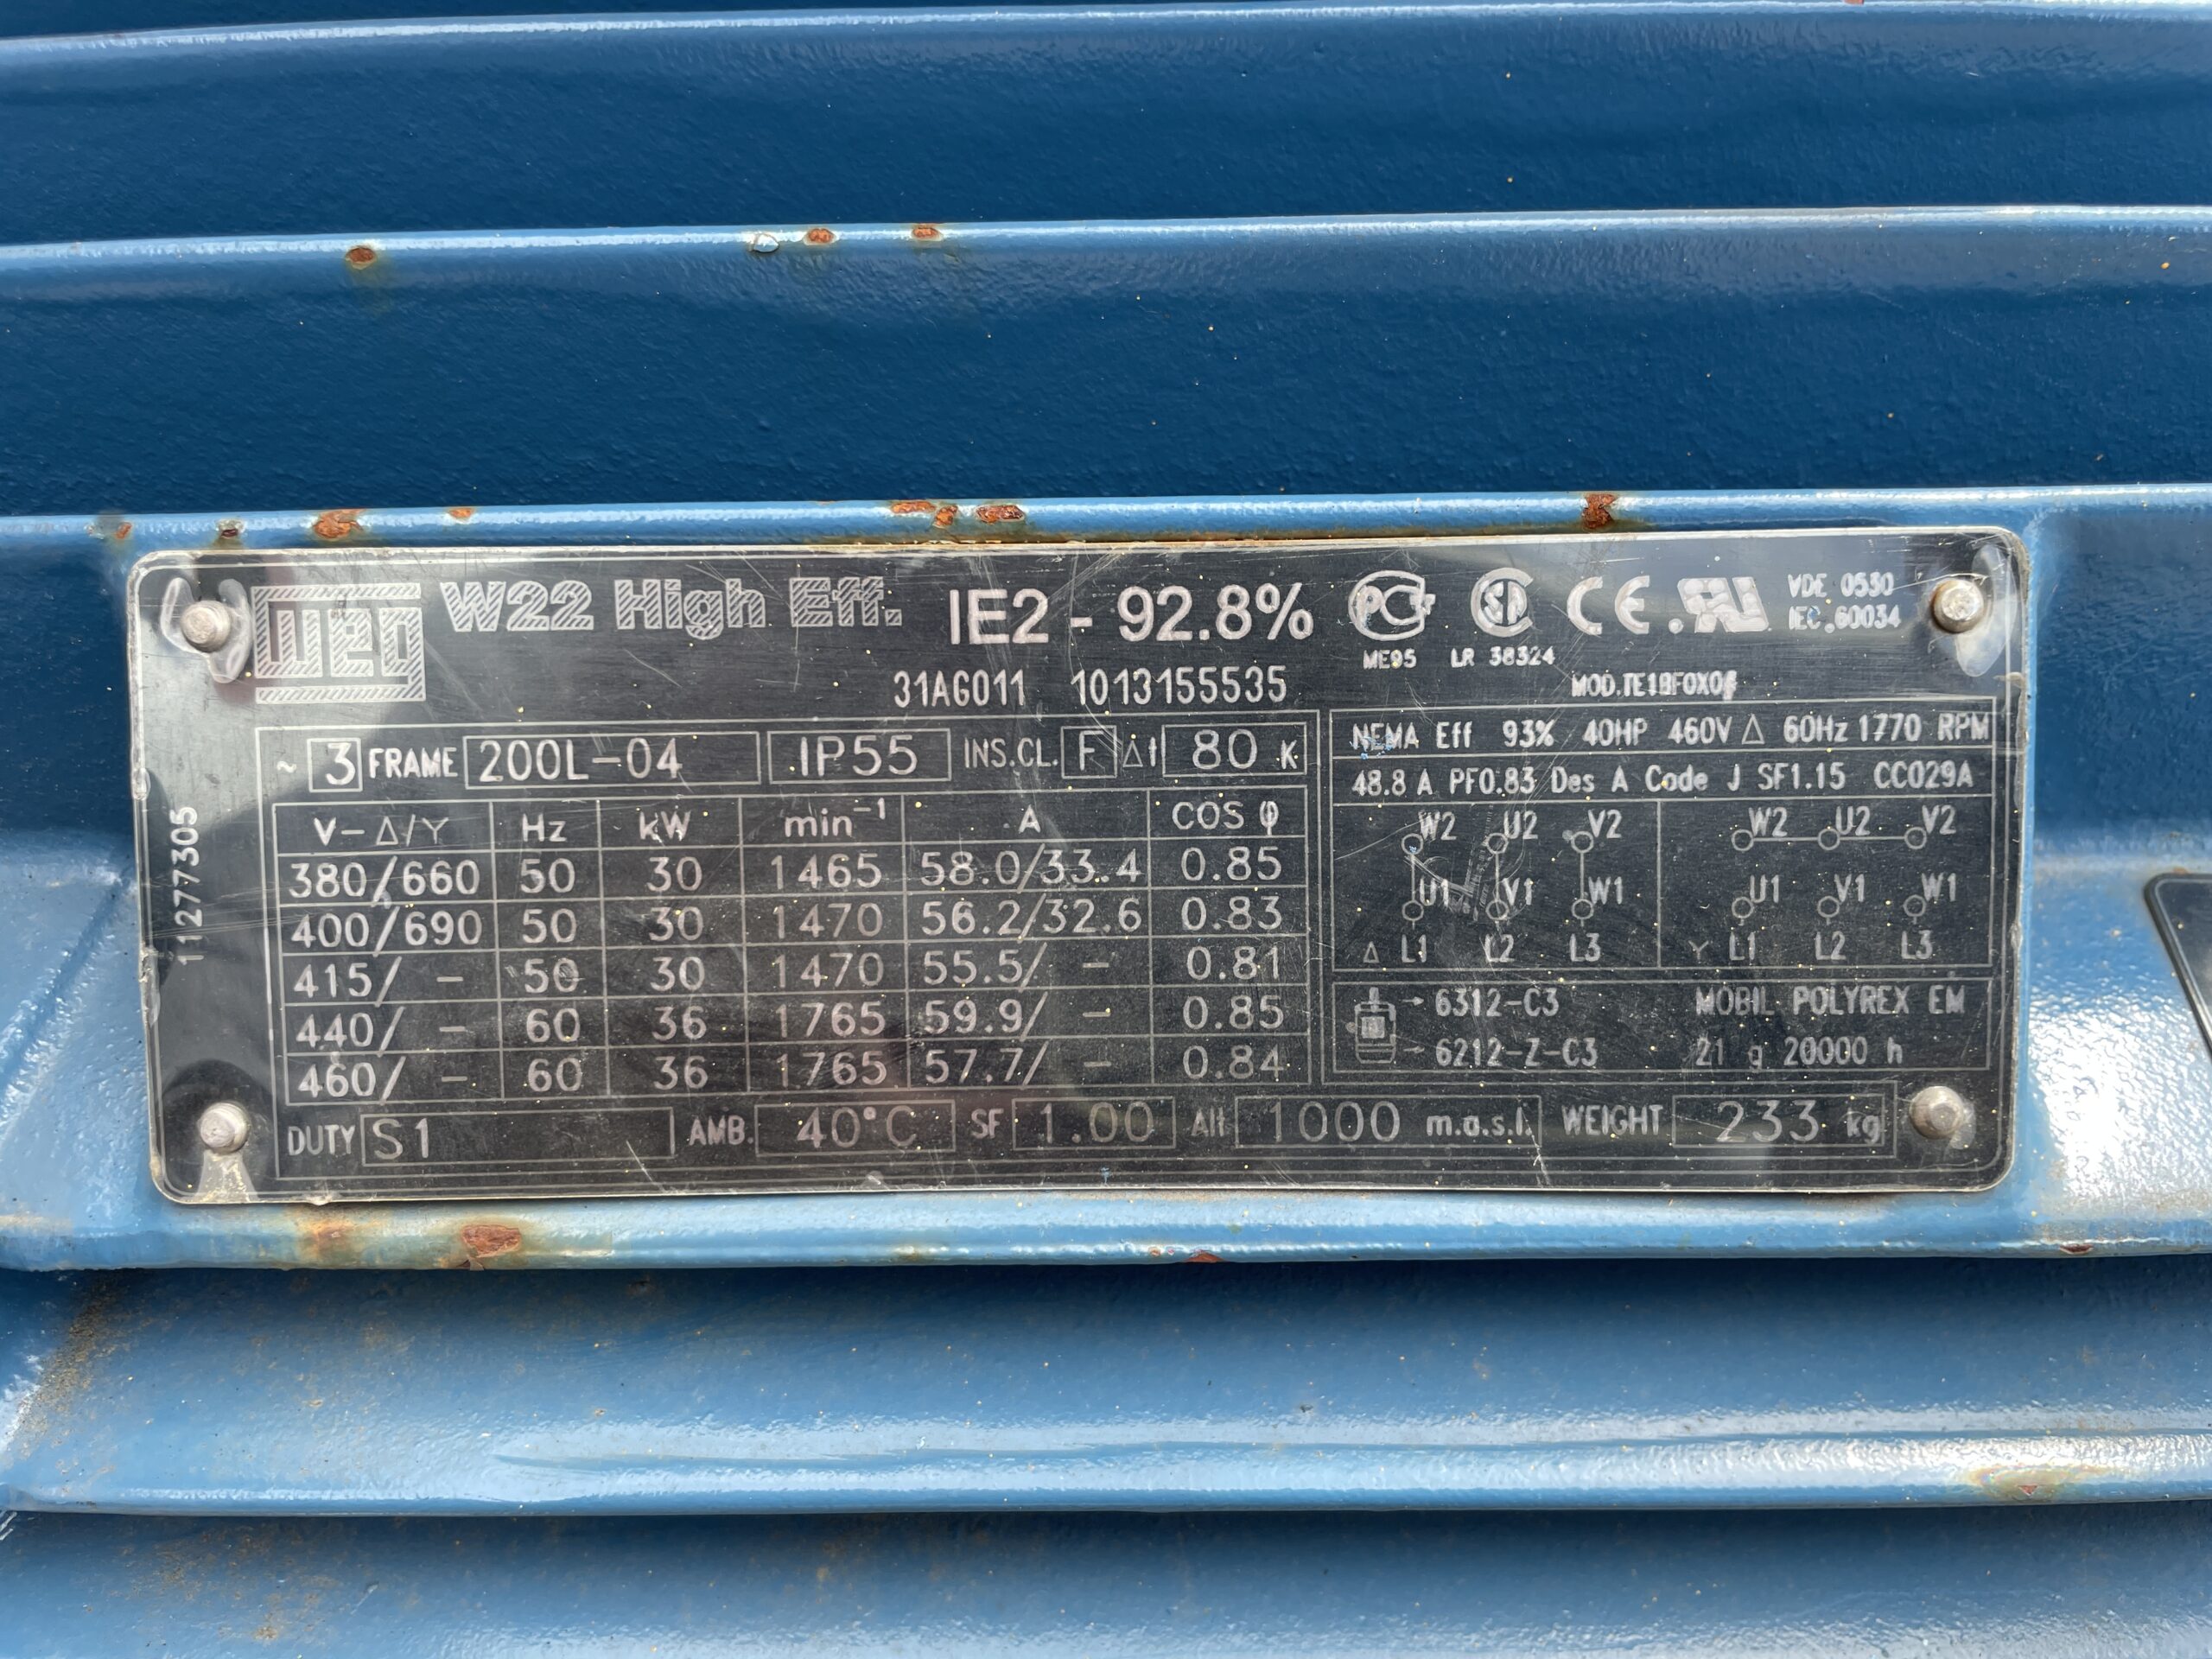 weg W22 High Eff. IE2 - 92.8% PCT SA CE RU VDE 0530
IEC 60034
ME95 LR 38324
31AG011 1013155535
~ 3 FRAME 200L-04 IP55 INS.CL. F Δt 80 K
V-Δ/Y Hz kW min⁻¹ A COS φ
380/660 50 30 1465 58.0/33.4 0.85
400/690 50 30 1470 56.2/32.6 0.83
415/ - 50 30 1470 55.5/ - 0.81
440/ - 60 36 1765 59.9/ - 0.85
460/ - 60 36 1765 57.7/ - 0.84
NEMA Eff 93% 40HP 460V Δ 60Hz 1770 RPM
48.8 A PF0.83 Des A Code J SF1.15 CC029A
W2 U2 V2 W2 U2 V2
U1 V1 W1 U1 V1 W1
Δ L1 L2 L3 Y L1 L2 L3
→ 6312-C3 MOBIL POLYREX EM
→ 6212-Z-C3 21 g 20000 h
DUTY S1 AMB. 40°C SF 1.00 Alt 1000 m.a.s.l. WEIGHT 233 kg
11277305